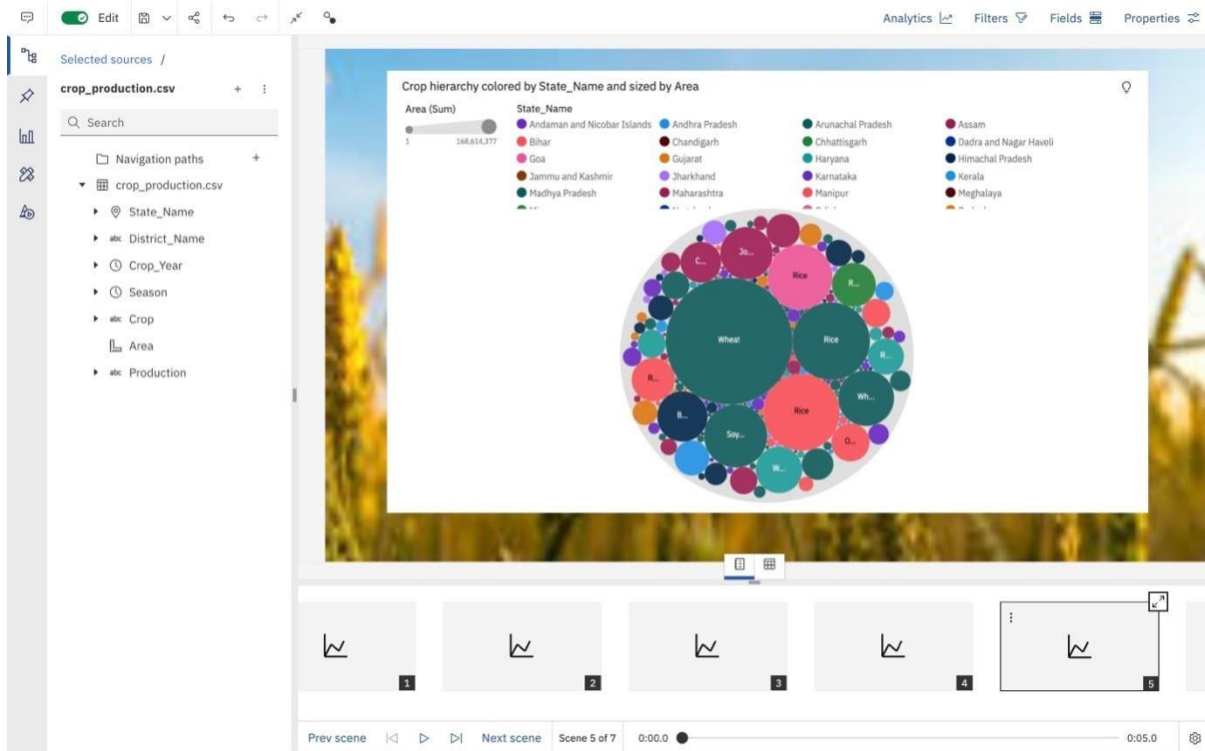 Edit
Analytics Filters Fields Properties
Selected sources /
crop_production.csv
Search
Navigation paths
crop_production.csv
State_Name
abc District_Name
Crop_Year
Season
abc Crop
Area
abc Production
Crop hierarchy colored by State_Name and sized by Area
Area (Sum)
1 168,614,377
State_Name
Andaman and Nicobar Islands Andhra Pradesh Arunachal Pradesh Assam
Bihar Chandigarh Chhattisgarh Dadra and Nagar Haveli
Goa Gujarat Haryana Himachal Pradesh
Jammu and Kashmir Jharkhand Karnataka Kerala
Madhya Pradesh Maharashtra Manipur Meghalaya
C... Jo... Rice R...
Wheat Rice R...
R... Rice Wh...
B... Soy... O...
W...
1 2 3 4 5
Prev scene Next scene Scene 5 of 7 0:00.0 0:05.0